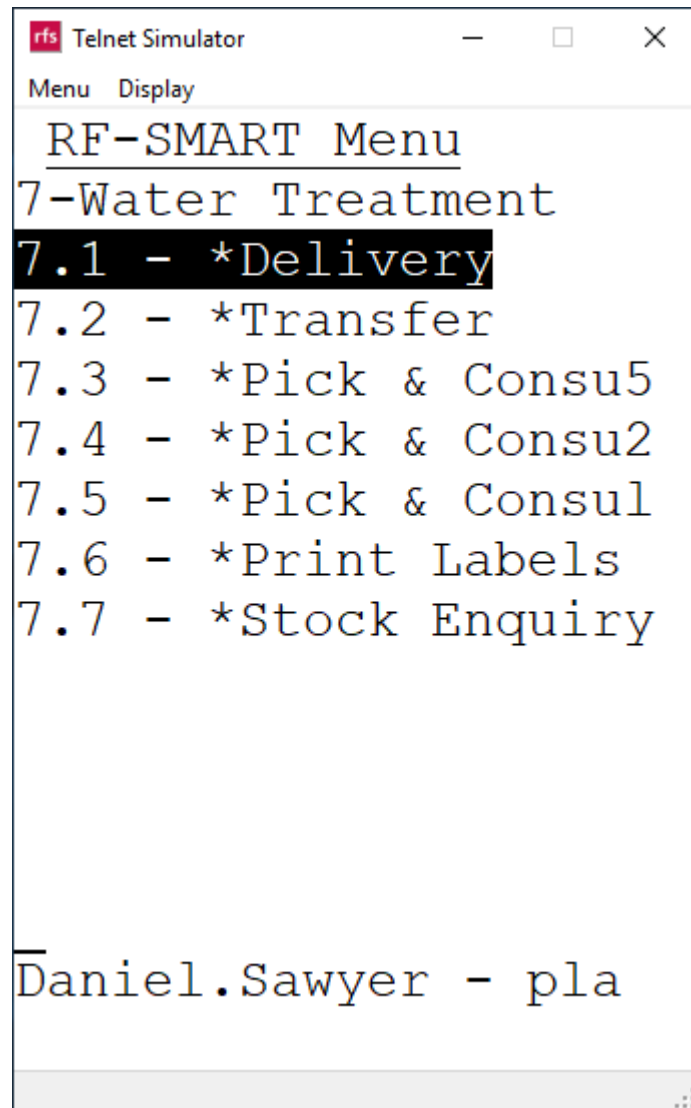 rfs Telnet Simulator
Menu Display
RF-SMART Menu
7-Water Treatment
7.1 - *Delivery
7.2 - *Transfer
7.3 - *Pick & Consu5
7.4 - *Pick & Consu2
7.5 - *Pick & Consul
7.6 - *Print Labels
7.7 - *Stock Enquiry
Daniel.Sawyer - pla